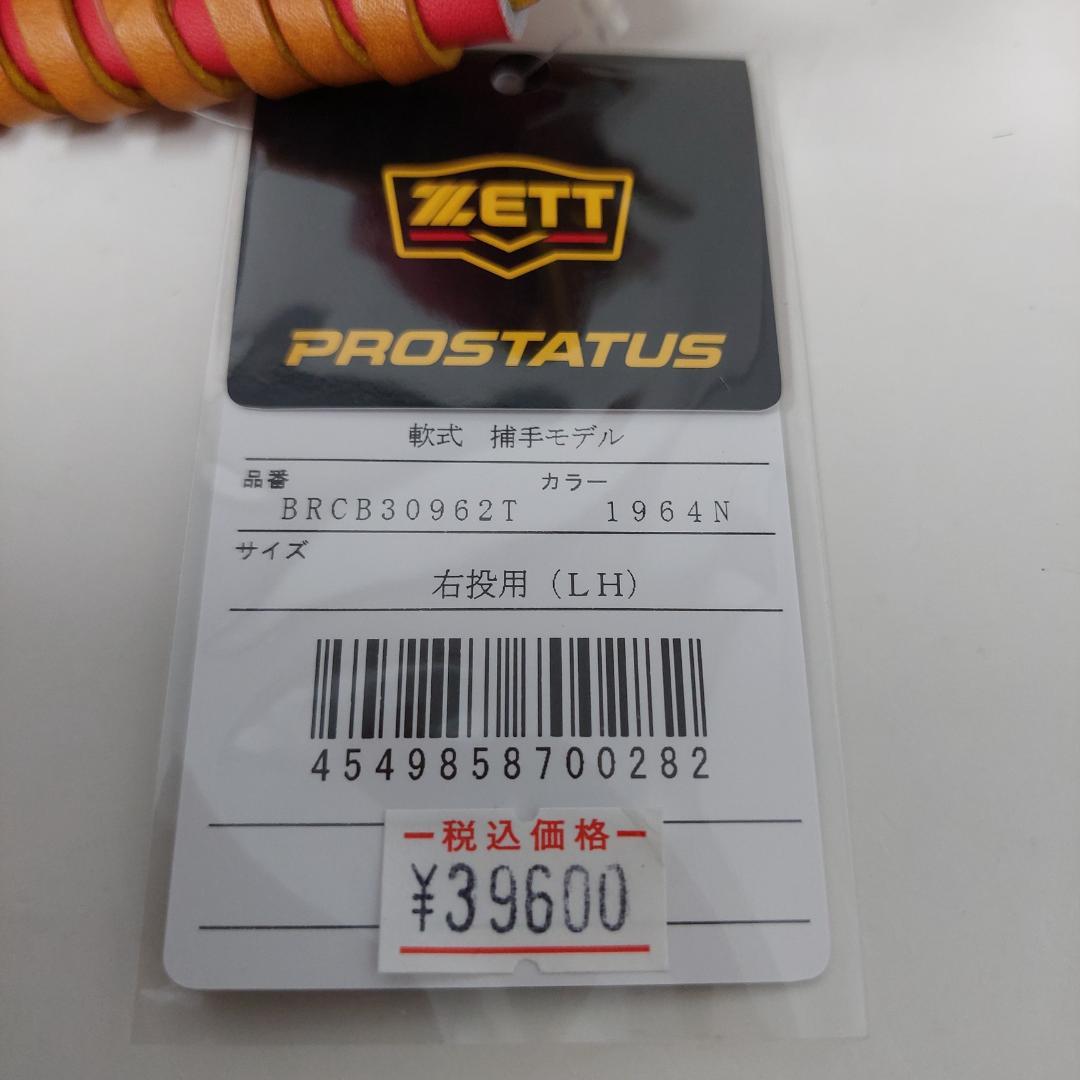 ZETT
PROSTATUS
軟式 捕手モデル
品番 カラー
BRCB30962T 1964N
サイズ
右投用（LH）
4549858700282
税込価格
¥39600